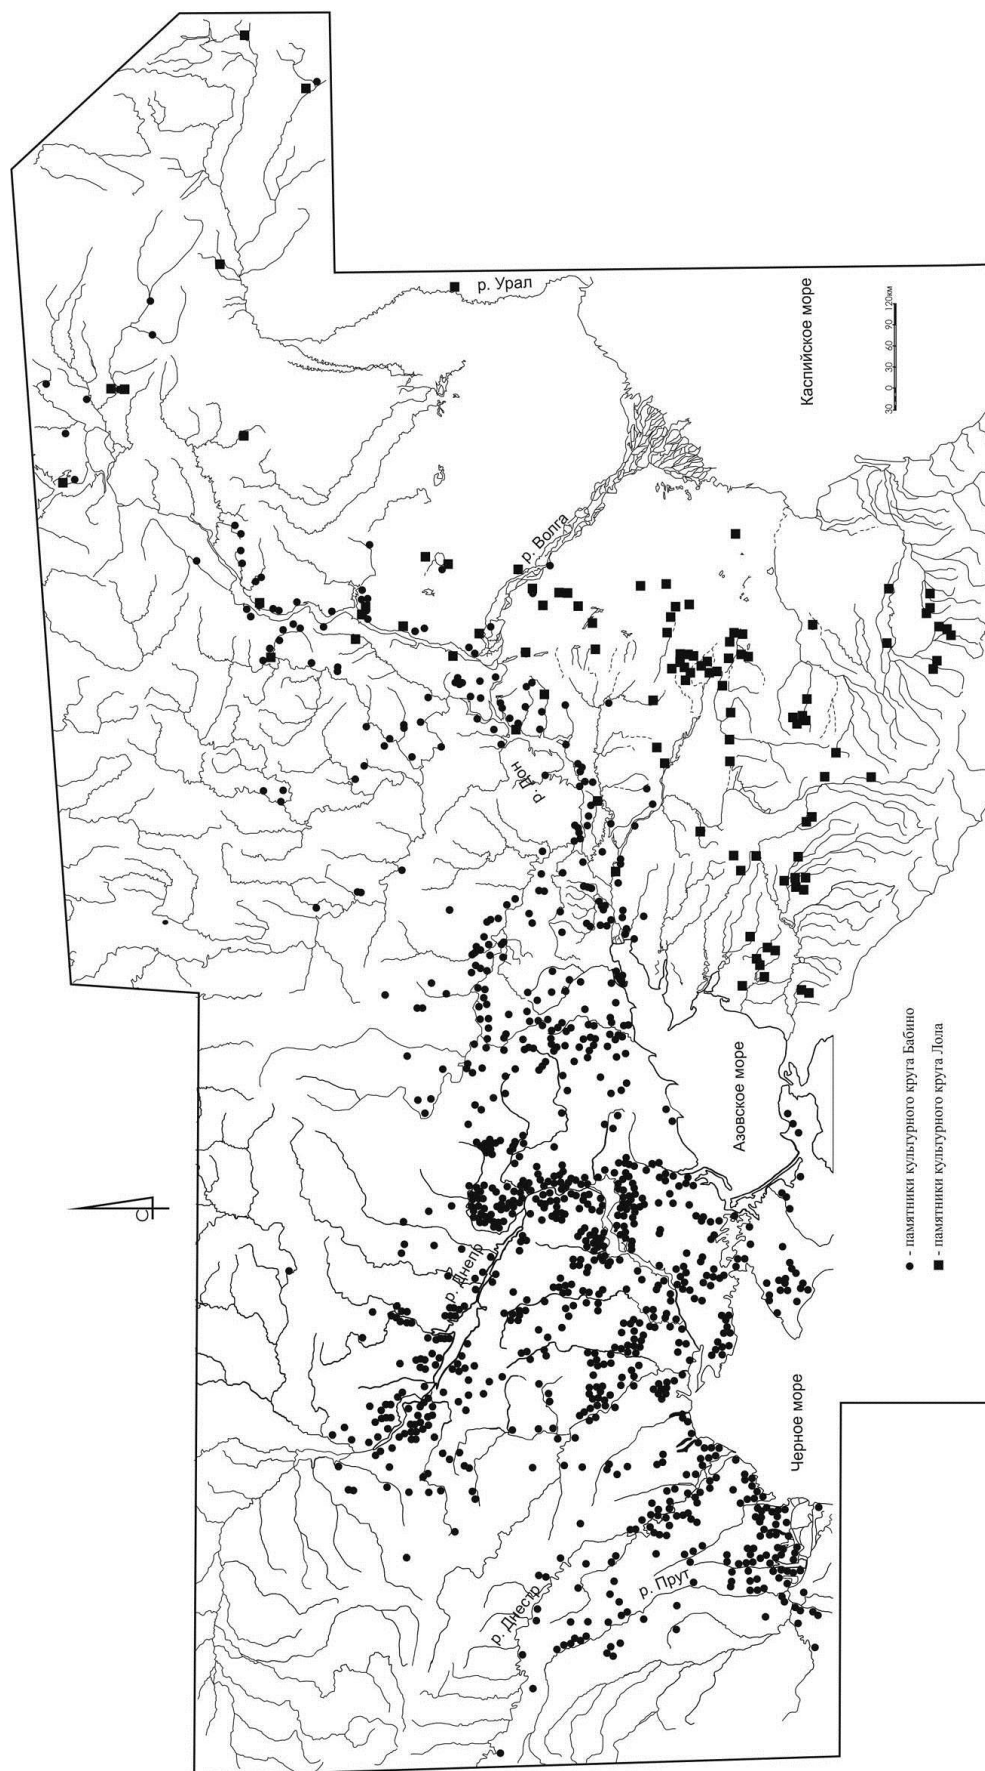 С
р. Урал
р. Волга
р. Дон
р. Днепр
р. Днестр
р. Прут
Каспийское море
30 0 30 60 90 120км
Азовское море
Черное море
- памятники культурного круга Бабино
- памятники культурного круга Лола